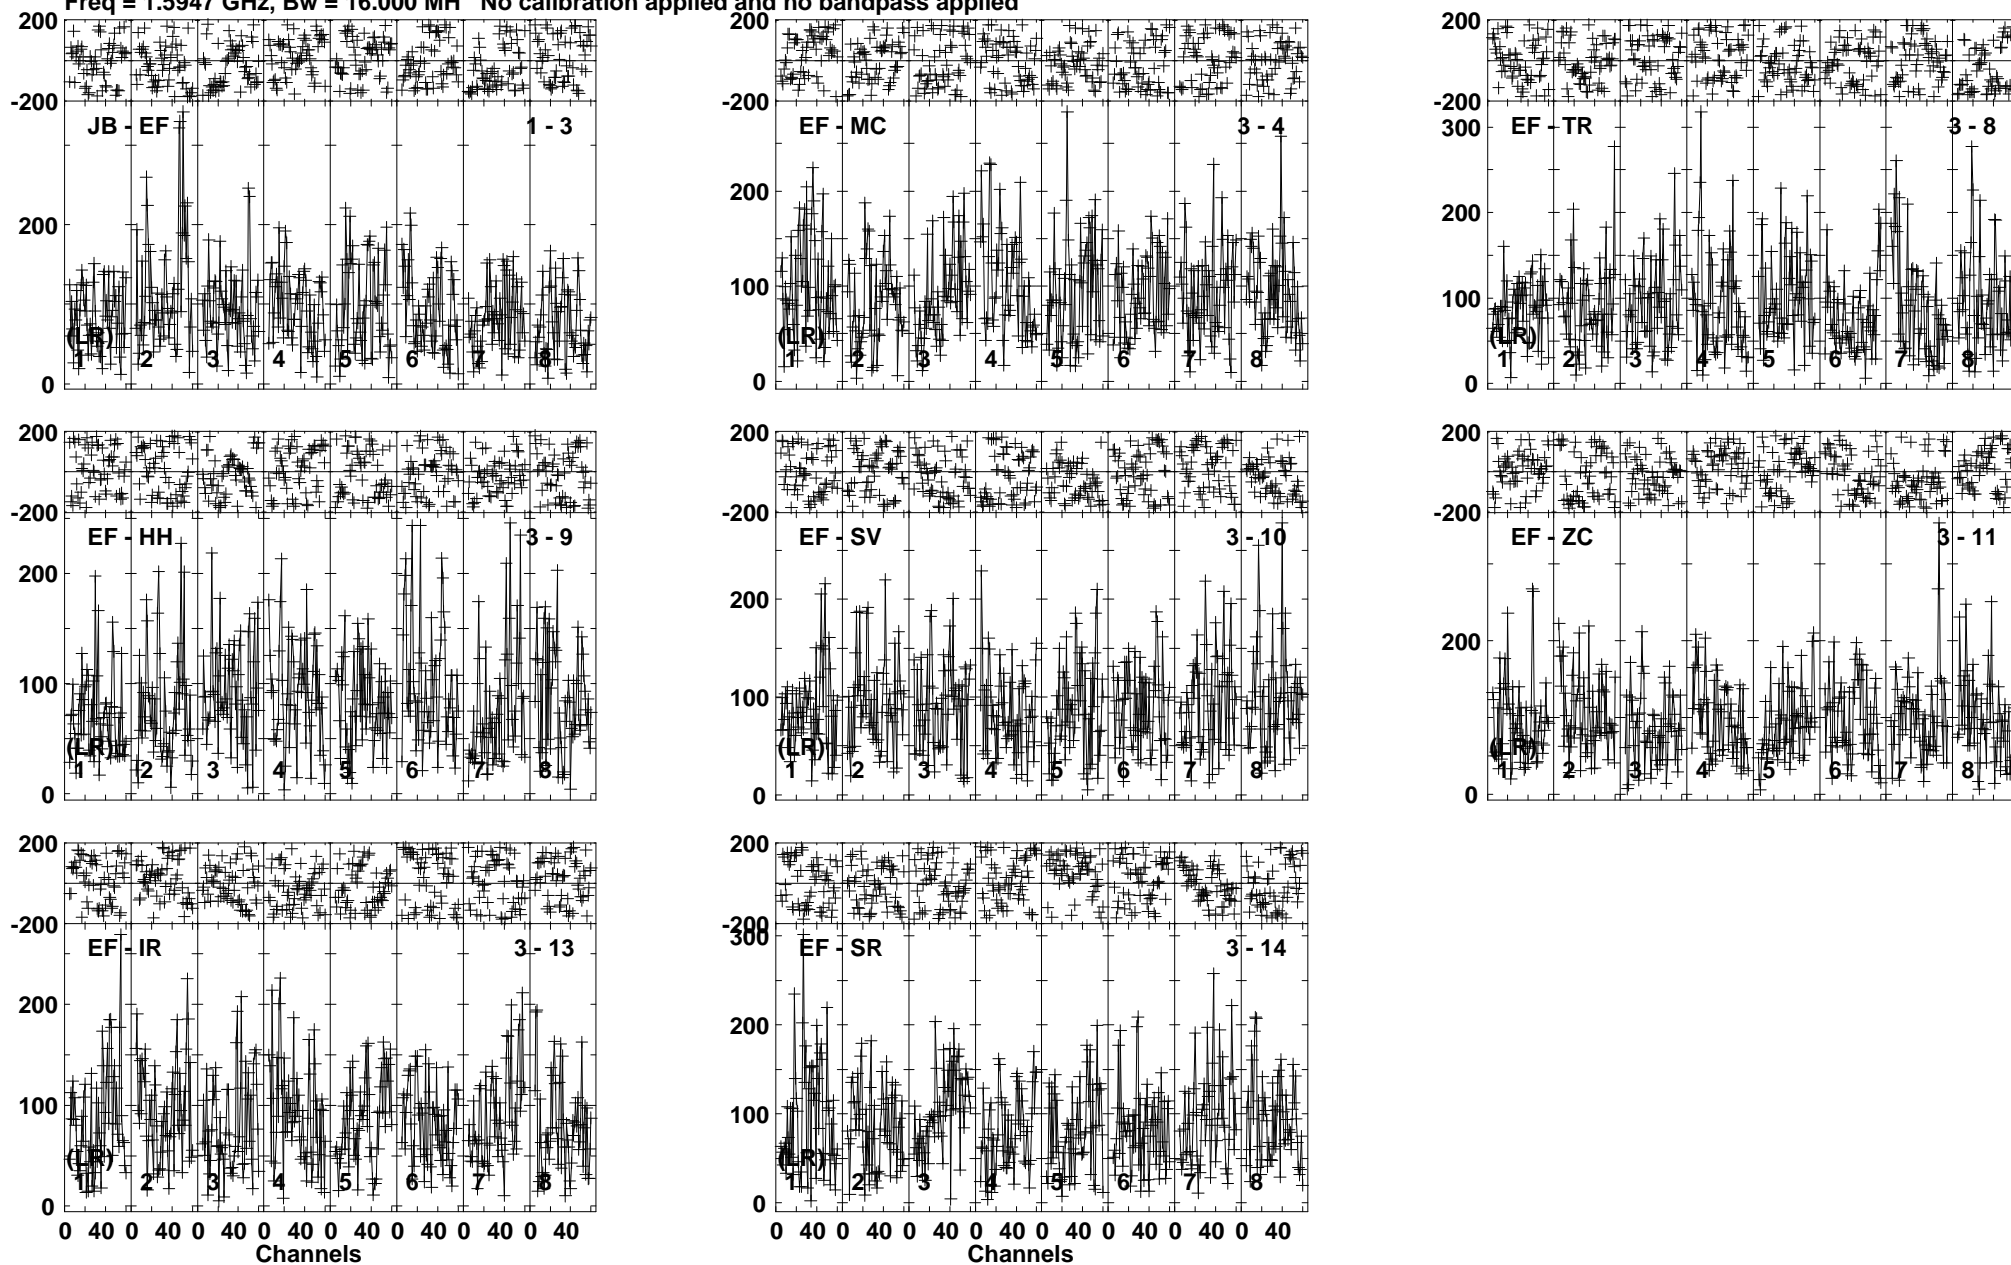 Freq = 1.5947 GHz, Bw = 16.000 MH No calibration applied and no bandpass applied
200 200 200
-200 -200 -200
JB - EF 1 - 3 EF - MC 3 - 4 EF - TR 3 - 8
300
200 200 200
100 100
(LR) (LR) (LR)
1 2 3 4 5 6 7 8 1 2 3 4 5 6 7 8 1 2 3 4 5 6 7 8
0 0 0
200 200 200
-200 -200 -200
EF - HH 3 - 9 EF - SV 3 - 10 EF - ZC 3 - 11
200 200 200
100 100
(LR) (LR) (LR)
1 2 3 4 5 6 7 8 1 2 3 4 5 6 7 8 1 2 3 4 5 6 7 8
0 0 0
200 200
-200 -200
300
EF - IR 3 - 13 EF - SR 3 - 14
200 200
100 100
(LR) (LR)
1 2 3 4 5 6 7 8 1 2 3 4 5 6 7 8
0 0
0 40 0 40 0 40 0 40 0 40 0 40 0 40 0 40 0 40 0 40 0 40 0 40 0 40 0 40 0 40 0 40
Channels Channels